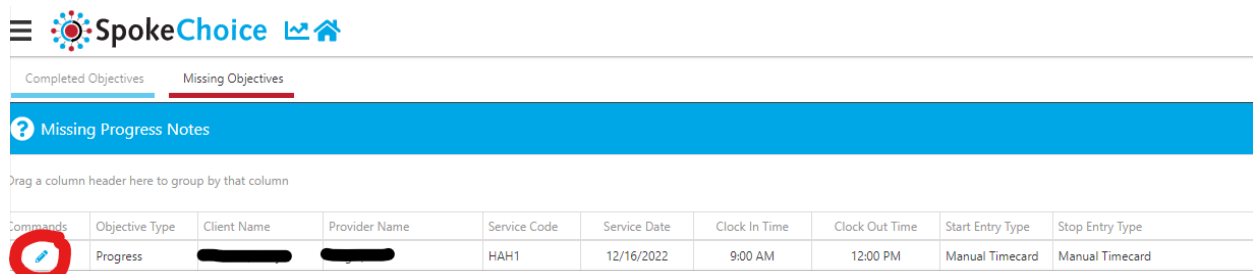 SpokeChoice
Completed Objectives Missing Objectives
? Missing Progress Notes
Drag a column header here to group by that column
Commands Objective Type Client Name Provider Name Service Code Service Date Clock In Time Clock Out Time Start Entry Type Stop Entry Type
Progress HAH1 12/16/2022 9:00 AM 12:00 PM Manual Timecard Manual Timecard